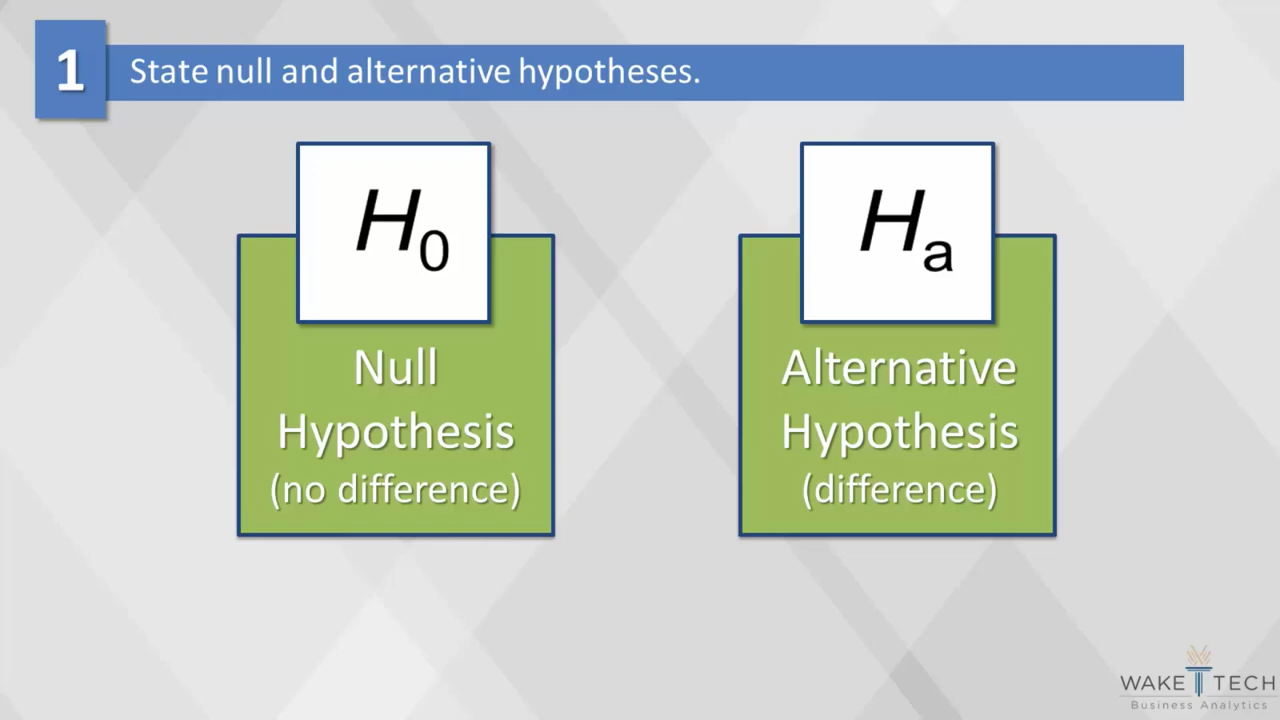 1
State null and alternative hypotheses.
H0
Null
Hypothesis
(no difference)
Ha
Alternative
Hypothesis
(difference)
WAKE TECH
Business Analytics